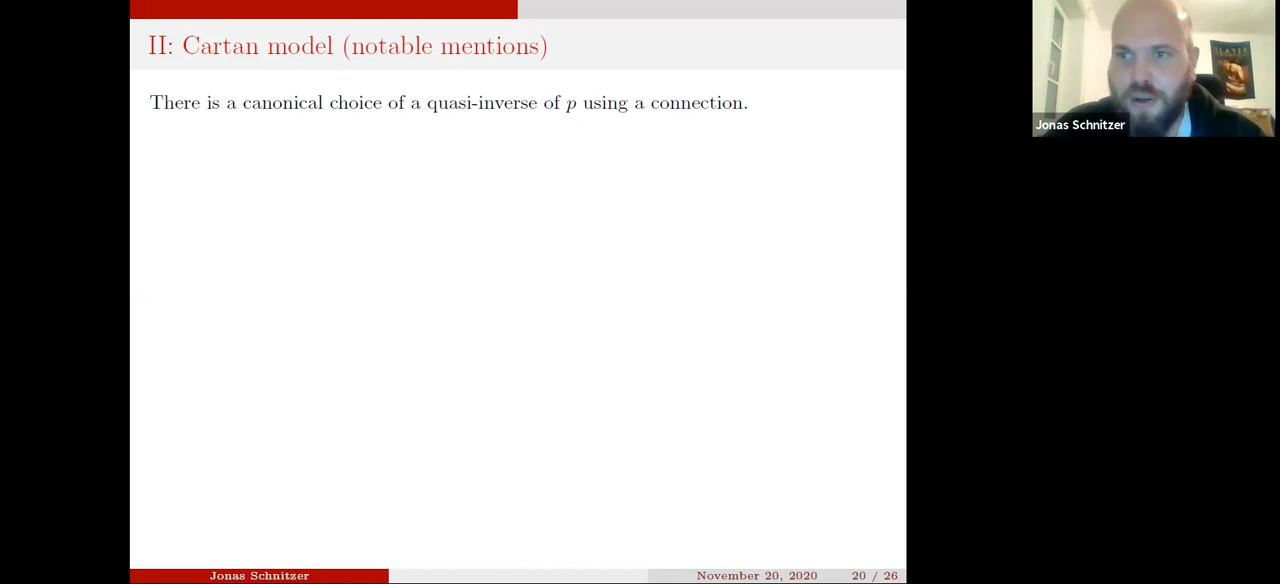 II: Cartan model (notable mentions)
There is a canonical choice of a quasi-inverse of p using a connection.
SLAYER
Jonas Schnitzer
Jonas Schnitzer
November 20, 2020
20 / 26